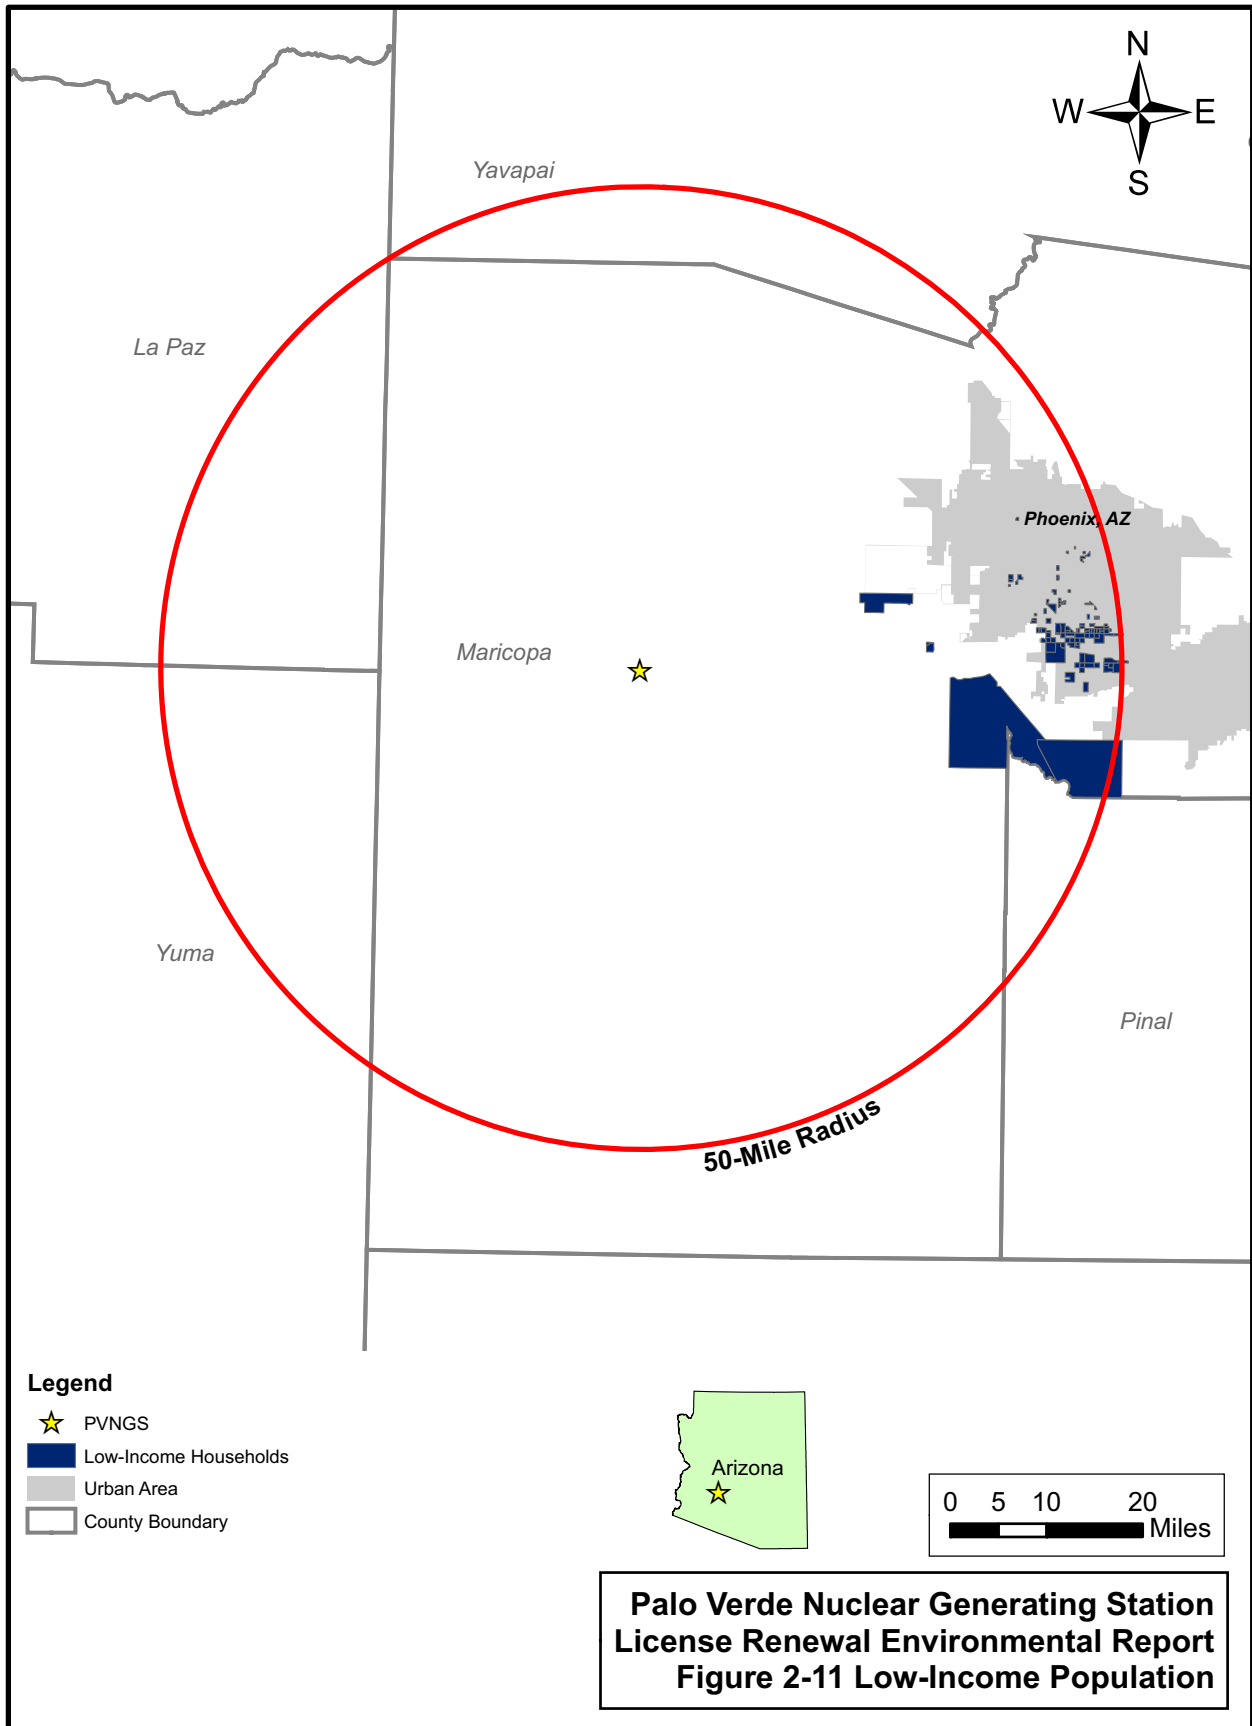 N
W E
S
Yavapai
La Paz
Phoenix, AZ
Maricopa
Yuma
Pinal
50-Mile Radius
Legend
PVNGS
Low-Income Households
Urban Area
County Boundary
Arizona
0 5 10 20
Miles
Palo Verde Nuclear Generating Station
License Renewal Environmental Report
Figure 2-11 Low-Income Population